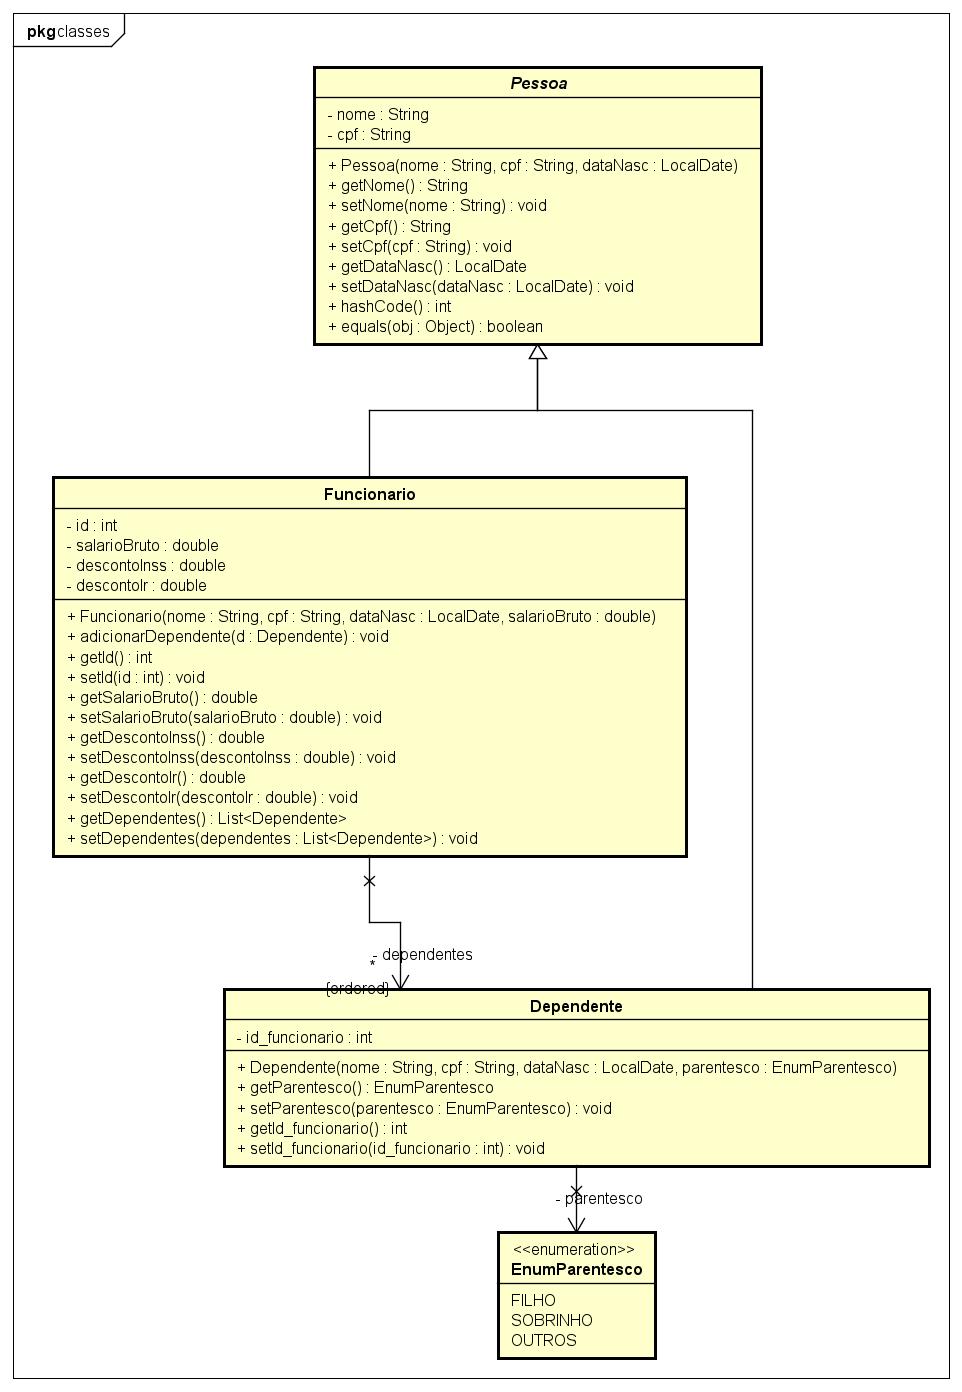 pkg classes
Pessoa
- nome : String
- cpf : String
+ Pessoa(nome : String, cpf : String, dataNasc : LocalDate)
+ getNome() : String
+ setNome(nome : String) : void
+ getCpf() : String
+ setCpf(cpf : String) : void
+ getDataNasc() : LocalDate
+ setDataNasc(dataNasc : LocalDate) : void
+ hashCode() : int
+ equals(obj : Object) : boolean
Funcionario
- id : int
- salarioBruto : double
- descontoInss : double
- descontoIr : double
+ Funcionario(nome : String, cpf : String, dataNasc : LocalDate, salarioBruto : double)
+ adicionarDependente(d : Dependente) : void
+ getId() : int
+ setId(id : int) : void
+ getSalarioBruto() : double
+ setSalarioBruto(salarioBruto : double) : void
+ getDescontoInss() : double
+ setDescontoInss(descontoInss : double) : void
+ getDescontoIr() : double
+ setDescontoIr(descontoIr : double) : void
+ getDependentes() : List<Dependente>
+ setDependentes(dependentes : List<Dependente>) : void
- dependentes
*
{ordered}
Dependente
- id_funcionario : int
+ Dependente(nome : String, cpf : String, dataNasc : LocalDate, parentesco : EnumParentesco)
+ getParentesco() : EnumParentesco
+ setParentesco(parentesco : EnumParentesco) : void
+ getId_funcionario() : int
+ setId_funcionario(id_funcionario : int) : void
- parentesco
<<enumeration>>
EnumParentesco
FILHO
SOBRINHO
OUTROS